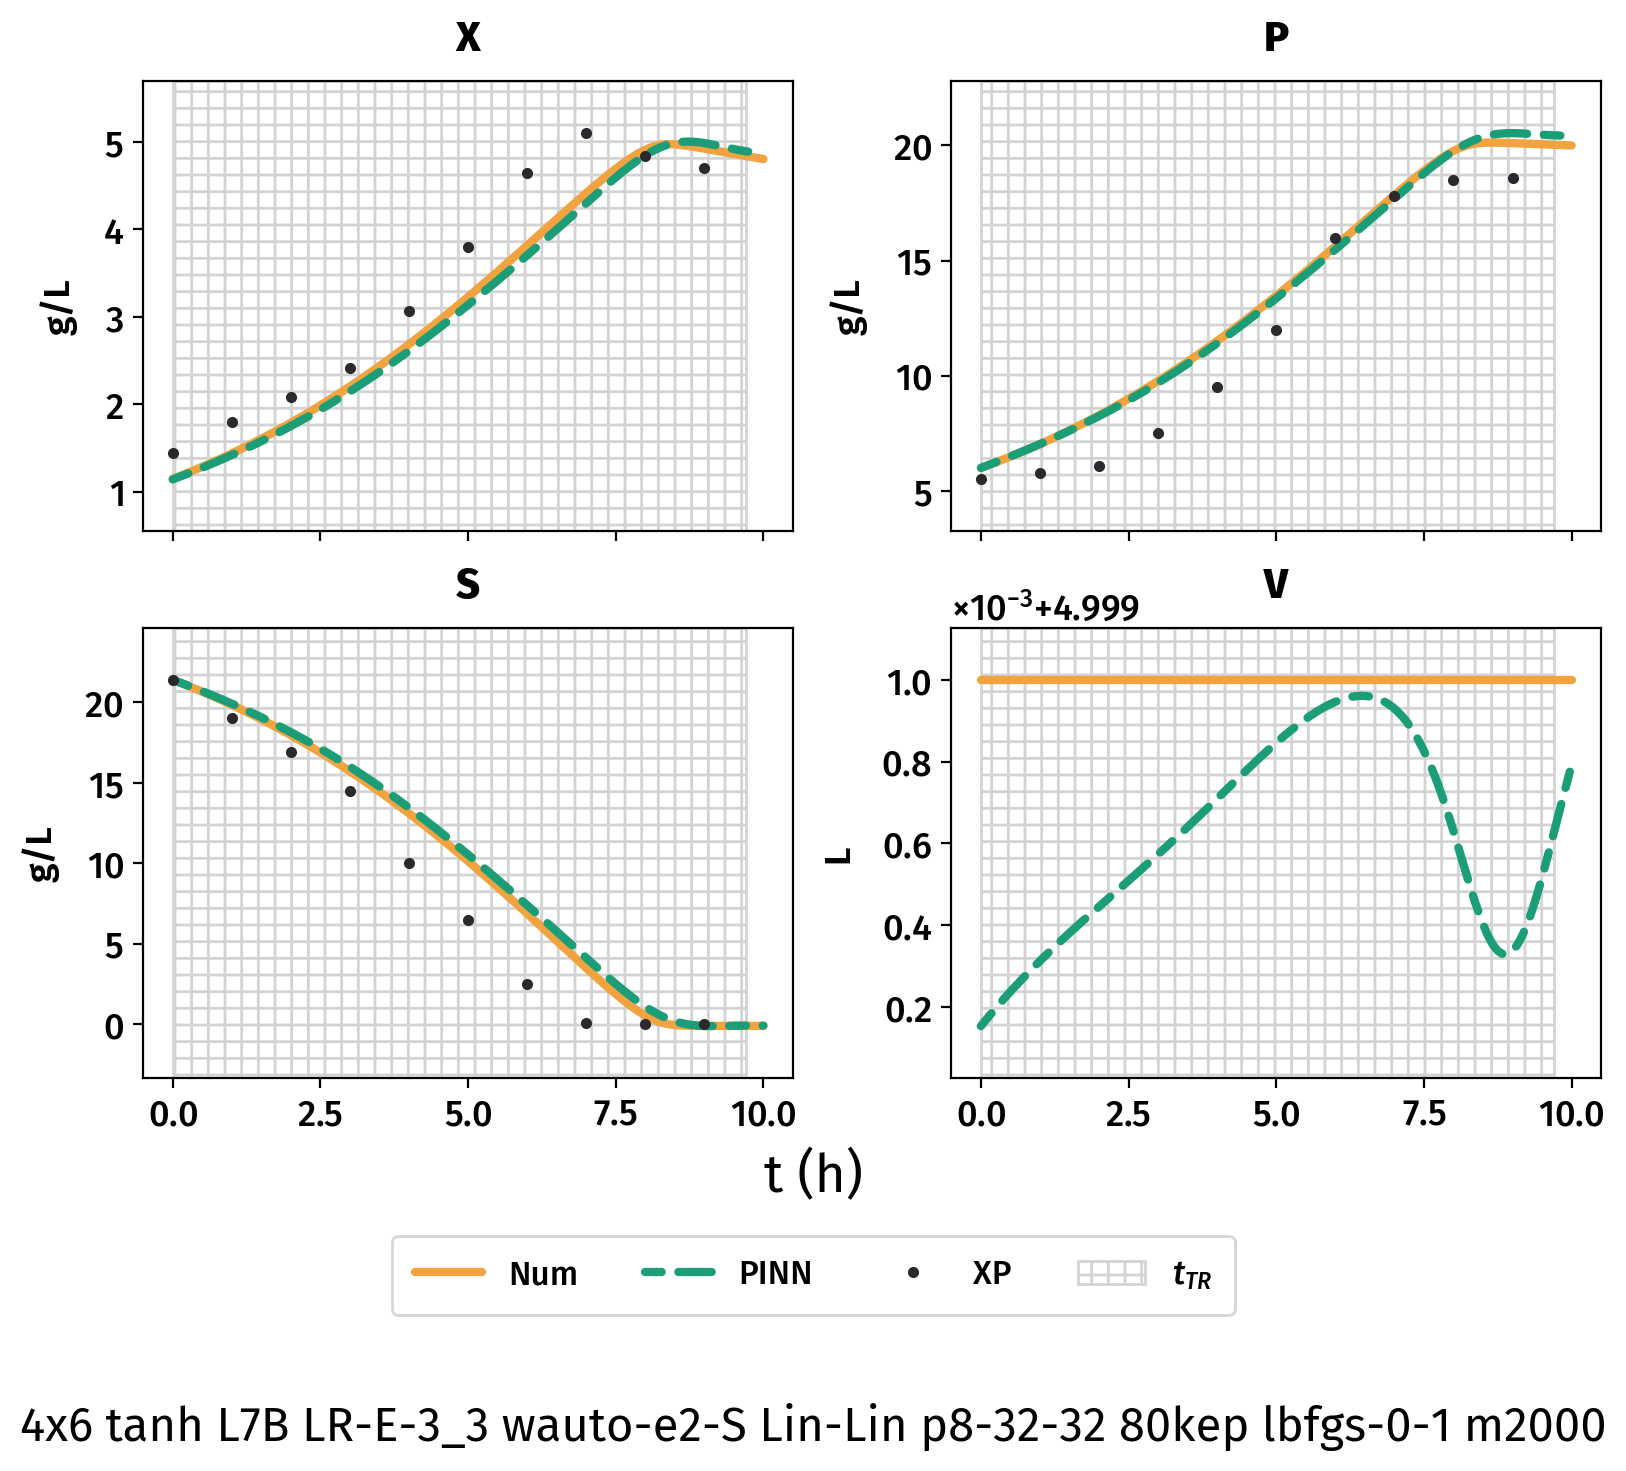 X
P
5
4
3
2
1
g/L
20
15
10
5
g/L
S
V
×10⁻³+4.999
20
15
10
5
0
g/L
1.0
0.8
0.6
0.4
0.2
L
0.0 2.5 5.0 7.5 10.0
0.0 2.5 5.0 7.5 10.0
t (h)
Num PINN XP t_TR
4x6 tanh L7B LR-E-3_3 wauto-e2-S Lin-Lin p8-32-32 80kep lbfgs-0-1 m2000